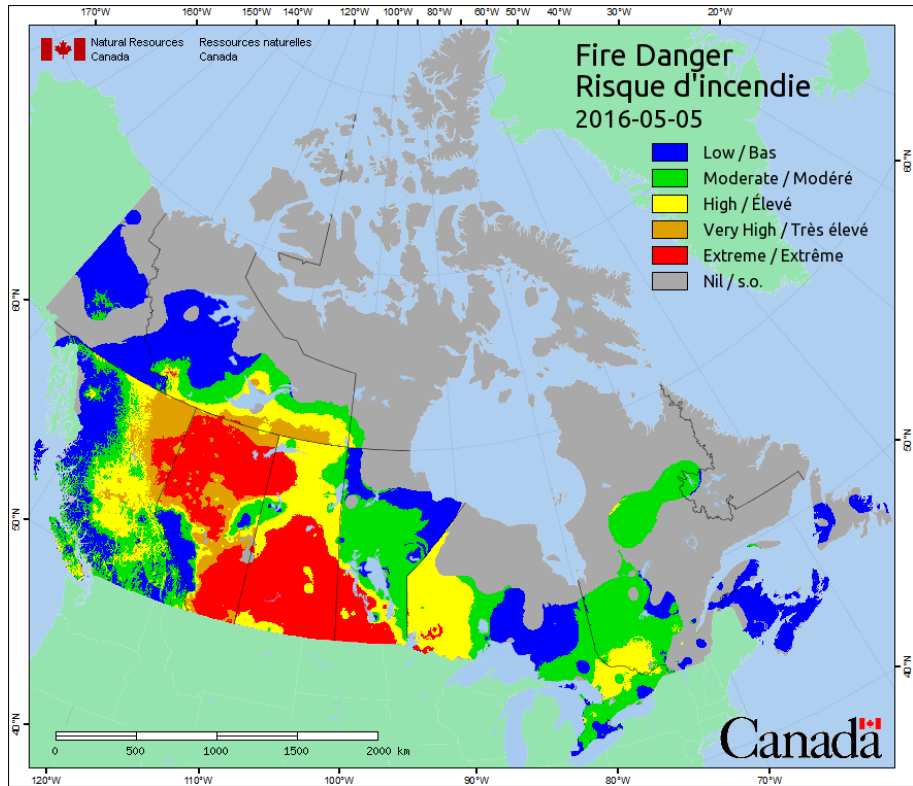 170°W 160°W 150°W 140°W 130°W 120°W 110°W 100°W 90°W 80°W 70°W 60°W 50°W 40°W 30°W 20°W
Natural Resources Ressources naturelles
Canada Canada
Fire Danger
Risque d'incendie
2016-05-05
Low / Bas
Moderate / Modéré
High / Élevé
Very High / Très élevé
Extreme / Extrême
Nil / s.o.
60°N
60°N
50°N
50°N
40°N
40°N
0 500 1000 1500 2000 km
Canada
120°W 110°W 100°W 90°W 80°W 70°W